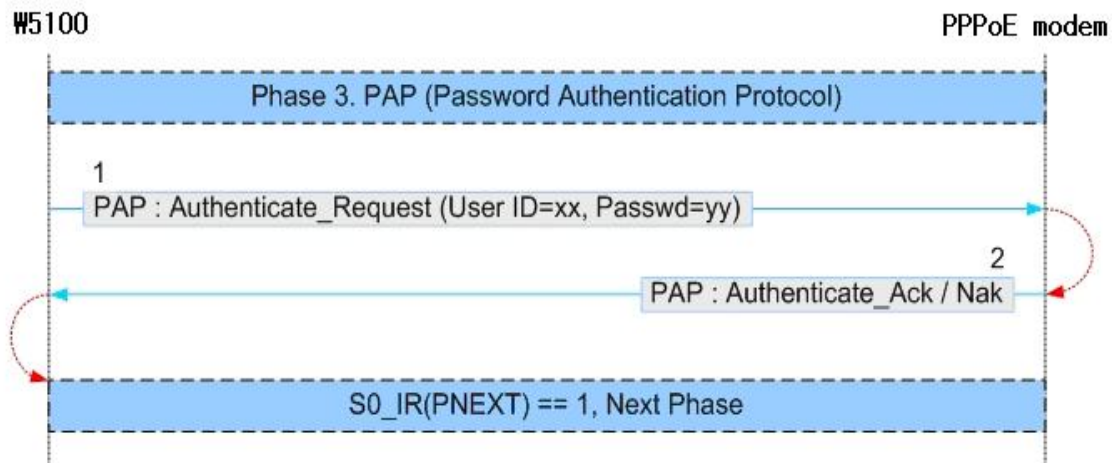 ₩5100
PPPoE modem
Phase 3. PAP (Password Authentication Protocol)
1
PAP : Authenticate_Request (User ID=xx, Passwd=yy)
2
PAP : Authenticate_Ack / Nak
S0_IR(PNEXT) == 1, Next Phase